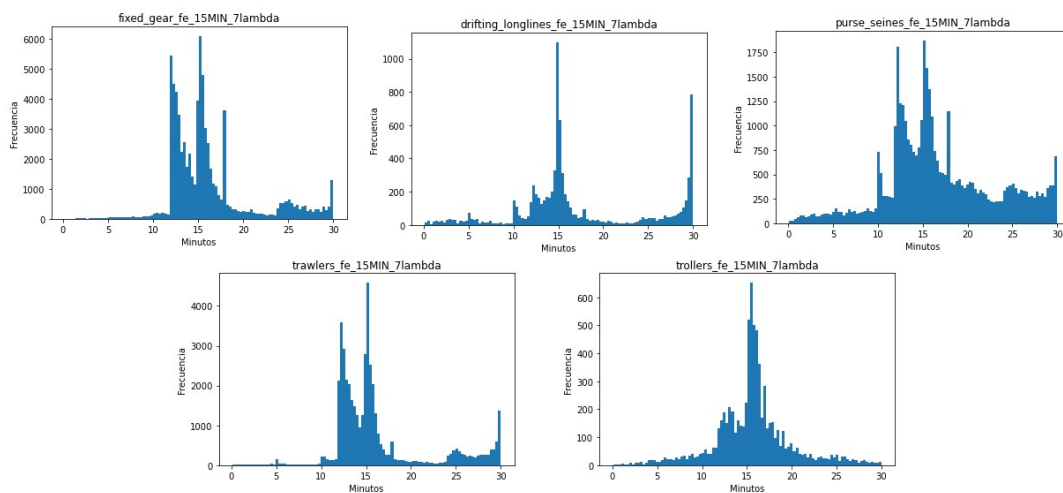 fixed_gear_fe_15MIN_7lambda
Frecuencia
6000
5000
4000
3000
2000
1000
0
0 5 10 15 20 25 30
Minutos
drifting_longlines_fe_15MIN_7lambda
Frecuencia
1000
800
600
400
200
0
0 5 10 15 20 25 30
Minutos
purse_seines_fe_15MIN_7lambda
Frecuencia
1750
1500
1250
1000
750
500
250
0
0 5 10 15 20 25 30
Minutos
trawlers_fe_15MIN_7lambda
Frecuencia
4000
3000
2000
1000
0
0 5 10 15 20 25 30
Minutos
trollers_fe_15MIN_7lambda
Frecuencia
600
500
400
300
200
100
0
0 5 10 15 20 25 30
Minutos